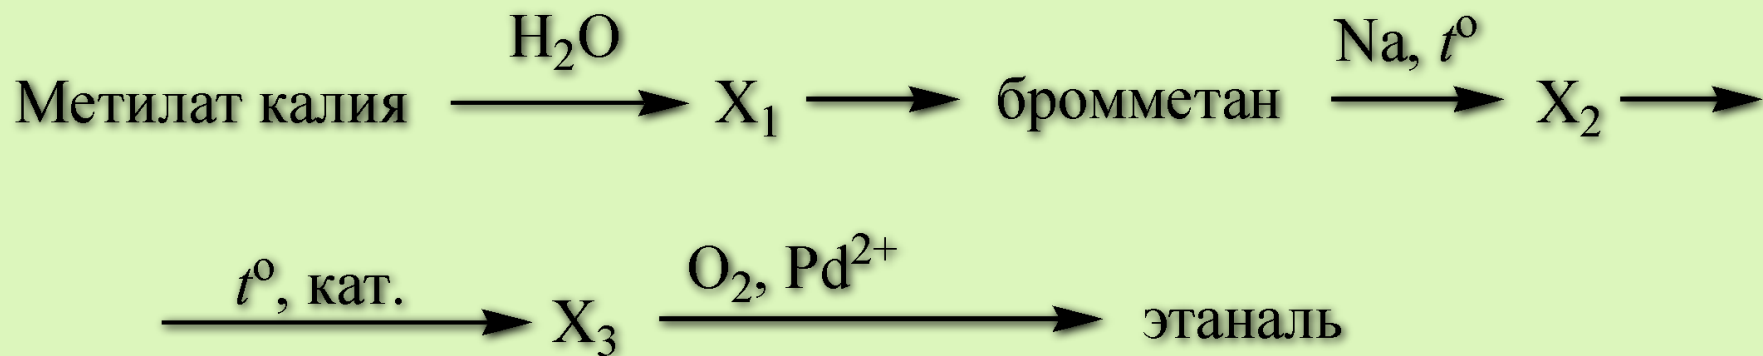 H₂O Na, tº
Метилат калия X₁ бромметан X₂
tº, кат. O₂, Pd²⁺
X₃ этаналь